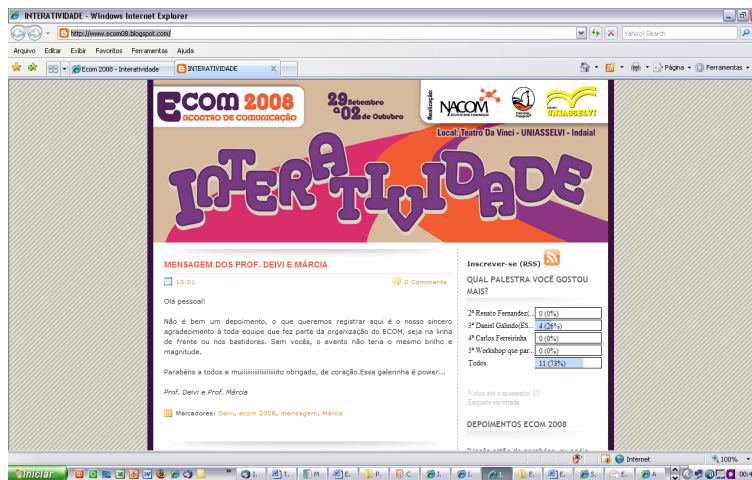 INTERATIVIDADE - Windows Internet Explorer
http://www.ecom08.blogspot.com/
Yahoo! Search
Arquivo Editar Exibir Favoritos Ferramentas Ajuda
Ecom 2008 - Interatividade
INTERATIVIDADE
Página
Ferramentas
Ecom 2008
ACONTRO DE COMUNICAÇÃO
29 Setembro
a 02 de Outubro
Realização:
NACOM
UNIASSELVI
Local: Teatro Da Vinci - UNIASSELVI - Indaial
INTERATIVIDADE
MENSAGEM DOS PROF. DEIVI E MÁRCIA
13:01
0 Comments
Olá pessoal!
Não é bem um depoimento, o que queremos registrar aqui é o nosso sincero
agradecimento à toda equipe que fez parte da organização do ECOM, seja na linha
de frente ou nos bastidores. Sem vocês, o evento não teria o mesmo brilho e
magnitude.
Parabéns a todos e muiiiiiiiiiiiiiiiito obrigado, de coração.Essa galerinha é power...
Prof. Deivi e Prof. Márcia
Marcadores: Deivi, ecom 2008, mensagem, Márcia
Inscrever-se (RSS)
QUAL PALESTRA VOCÊ GOSTOU
MAIS?
2ª Renato Fernandez(... 0 (0%)
3ª Daniel Galindo(ES... 4 (26%)
4ª Carlos Ferreirinha 0 (0%)
5ª Workshop que par... 0 (0%)
Todos 11 (73%)
Votos até o momento: 15
Enquete encerrada
DEPOIMENTOS ECOM 2008
Internet
100%
Iniciar